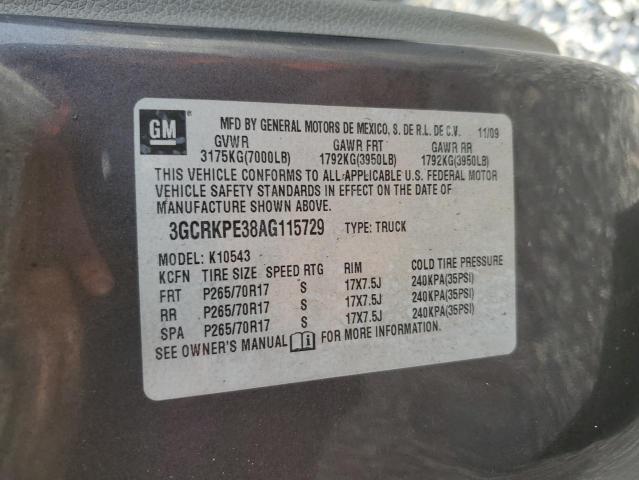 GM
MFD BY GENERAL MOTORS DE MEXICO, S. DE R.L. DE C.V. 11/09
GVWR GAWR FRT GAWR RR
3175KG(7000LB) 1792KG(3950LB) 1792KG(3950LB)
THIS VEHICLE CONFORMS TO ALL APPLICABLE U.S. FEDERAL MOTOR
VEHICLE SAFETY STANDARDS IN EFFECT ON THE DATE OF
MANUFACTURE SHOWN ABOVE.
3GCRKPE38AG115729 TYPE: TRUCK
MODEL: K10543
KCFN TIRE SIZE SPEED RTG RIM COLD TIRE PRESSURE
FRT P265/70R17 S 17X7.5J 240KPA(35PSI)
RR P265/70R17 S 17X7.5J 240KPA(35PSI)
SPA P265/70R17 S 17X7.5J 240KPA(35PSI)
SEE OWNER'S MANUAL FOR MORE INFORMATION.